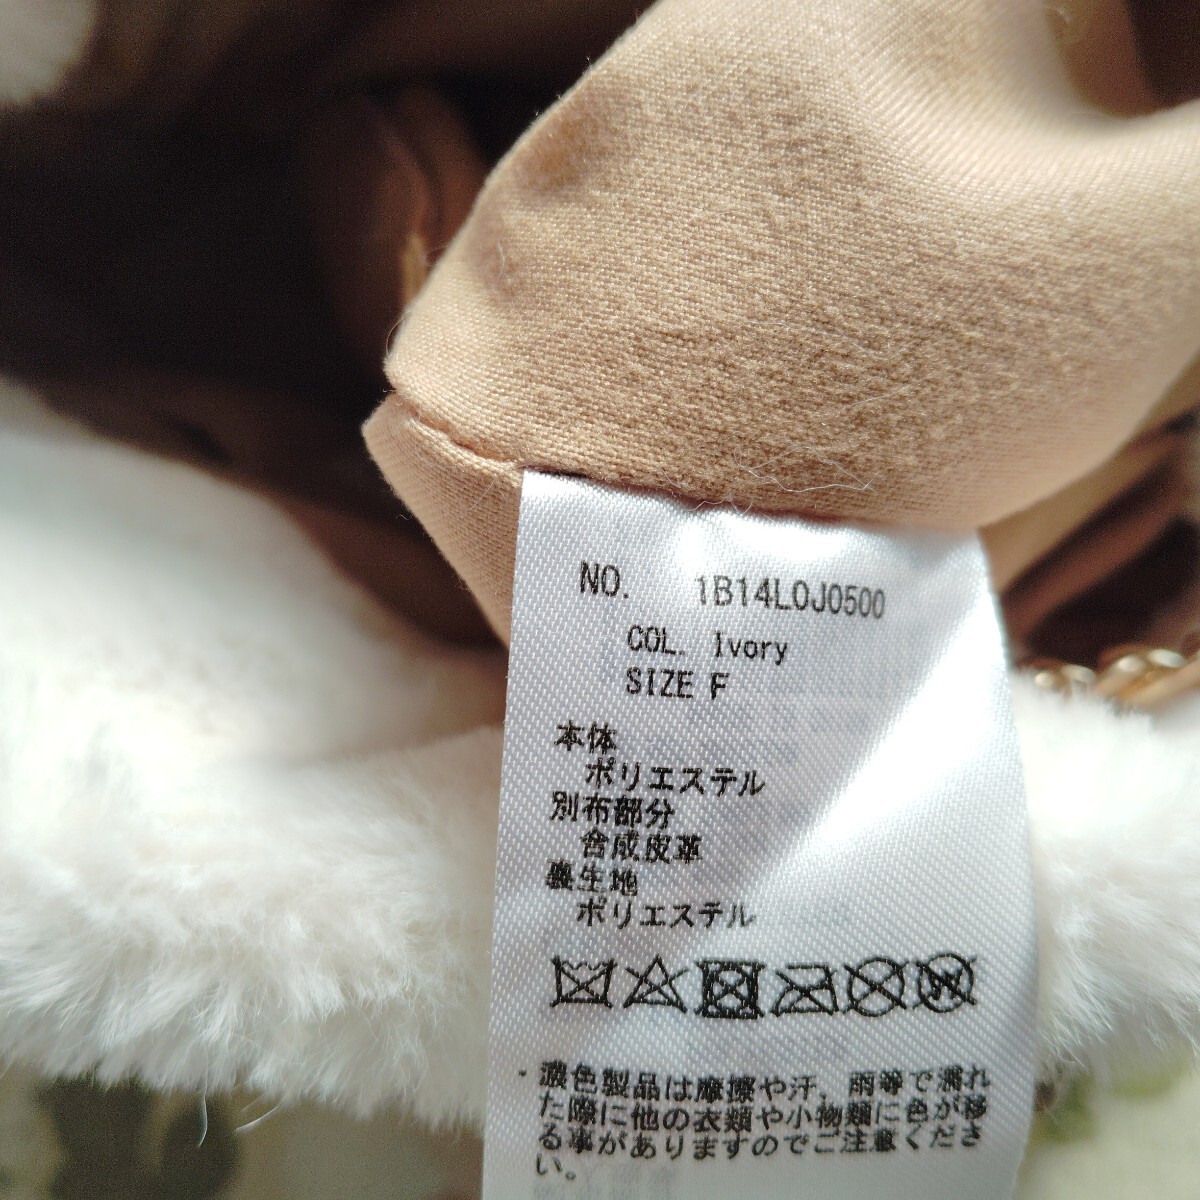 NO. 1B14L0J0500
COL. Ivory
SIZE F
本体
ポリエステル
別布部分
合成皮革
裏生地
ポリエステル
・濃色製品は摩擦や汗、雨等で濡れ
た際に他の衣類や小物類に色が移
る事がありますのでご注意くださ
い。